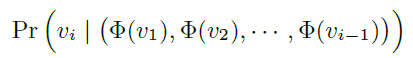 Pr(v_i | (Φ(v_1), Φ(v_2), ⋯ , Φ(v_{i−1})))